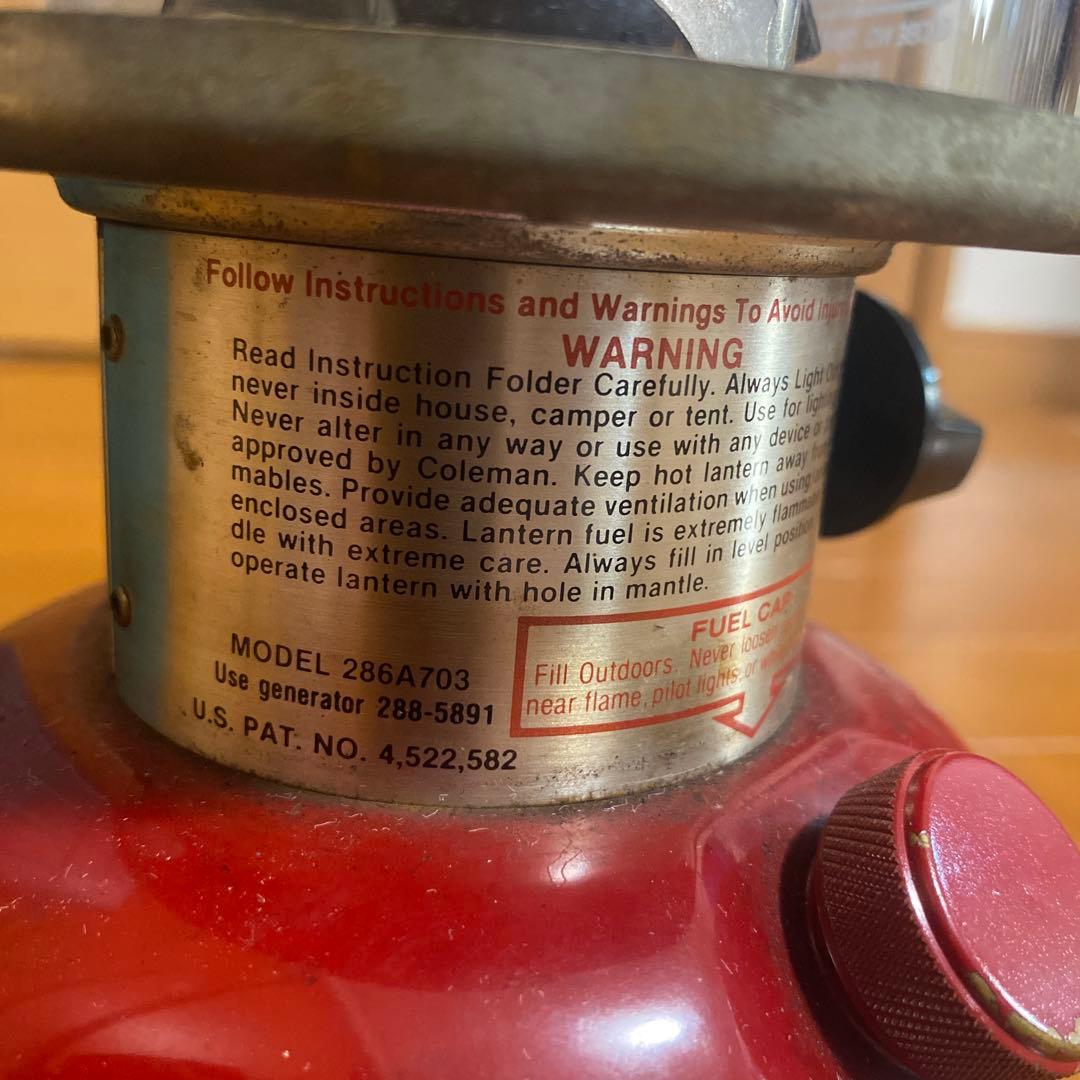 Follow Instructions and Warnings To Avoid Injury
WARNING
Read Instruction Folder Carefully. Always Light
never inside house, camper or tent. Use for
Never alter in any way or use with any device
approved by Coleman. Keep hot lantern away
mables. Provide adequate ventilation when using
enclosed areas. Lantern fuel is extremely
dle with extreme care. Always fill in level position
operate lantern with hole in mantle.
FUEL
Fill Outdoors. Never
near flame, pilot lights, or
MODEL 286A703
Use generator 288-5891
U.S. PAT. NO. 4,522,582